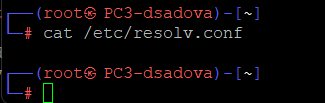 ┌──(root㉿ PC3-dsadova)-[~]
└─# cat /etc/resolv.conf
┌──(root㉿ PC3-dsadova)-[~]
└─#